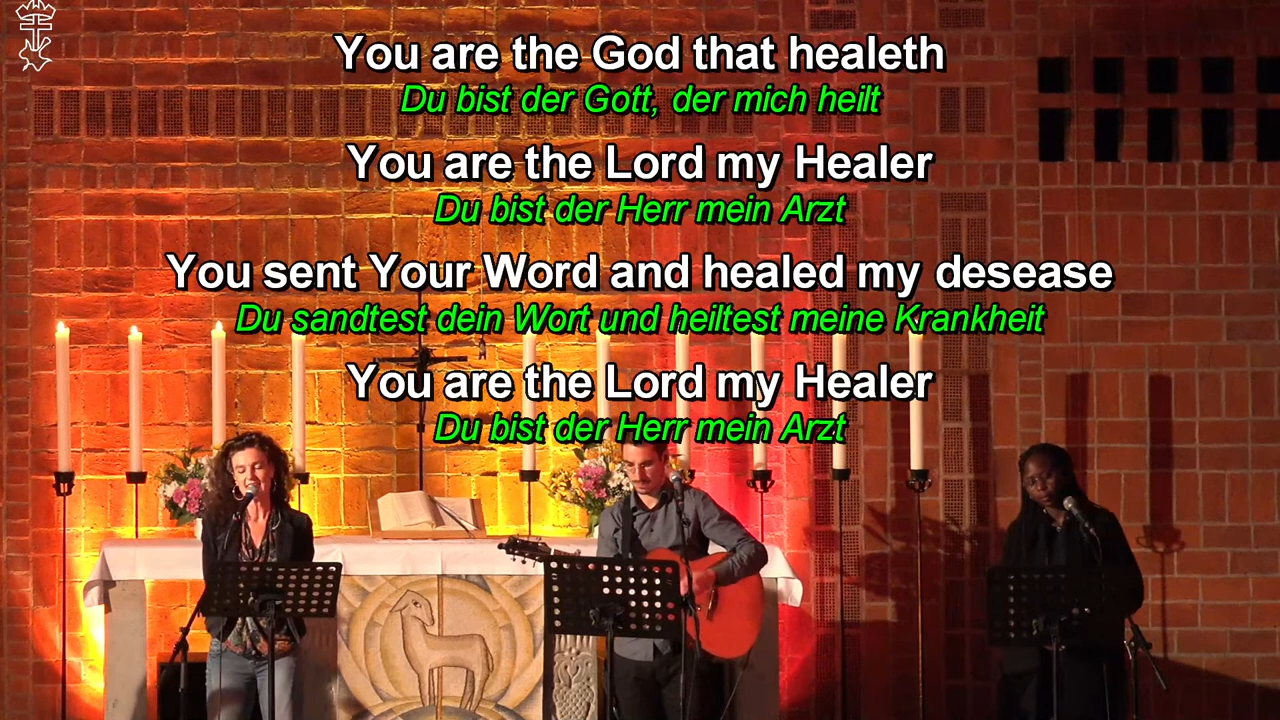 You are the God that healeth
Du bist der Gott, der mich heilt
You are the Lord my Healer
Du bist der Herr mein Arzt
You sent Your Word and healed my desease
Du sandtest dein Wort und heiltest meine Krankheit
You are the Lord my Healer
Du bist der Herr mein Arzt